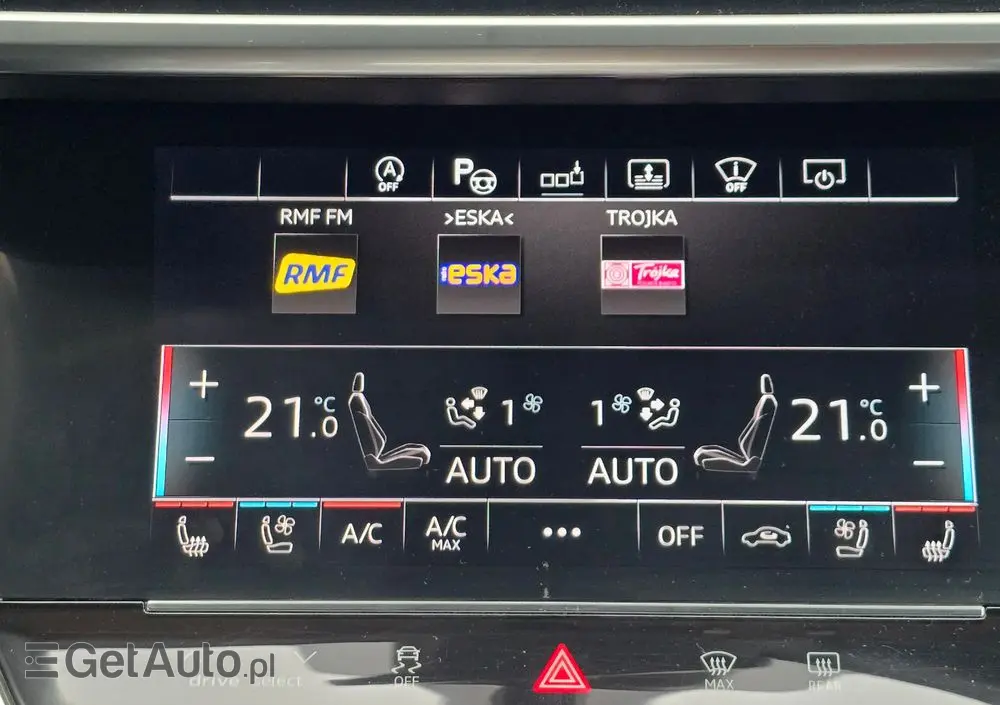 A
OFF
P
OFF
RMF FM
>ESKA<
TROJKA
RMF
radio eska
Trójka
+
21.0 °C
1
1
21.0 °C
+
−
AUTO
AUTO
−
A/C
A/C
MAX
•••
OFF
GetAuto.pl
drive select
OFF
MAX
REAR